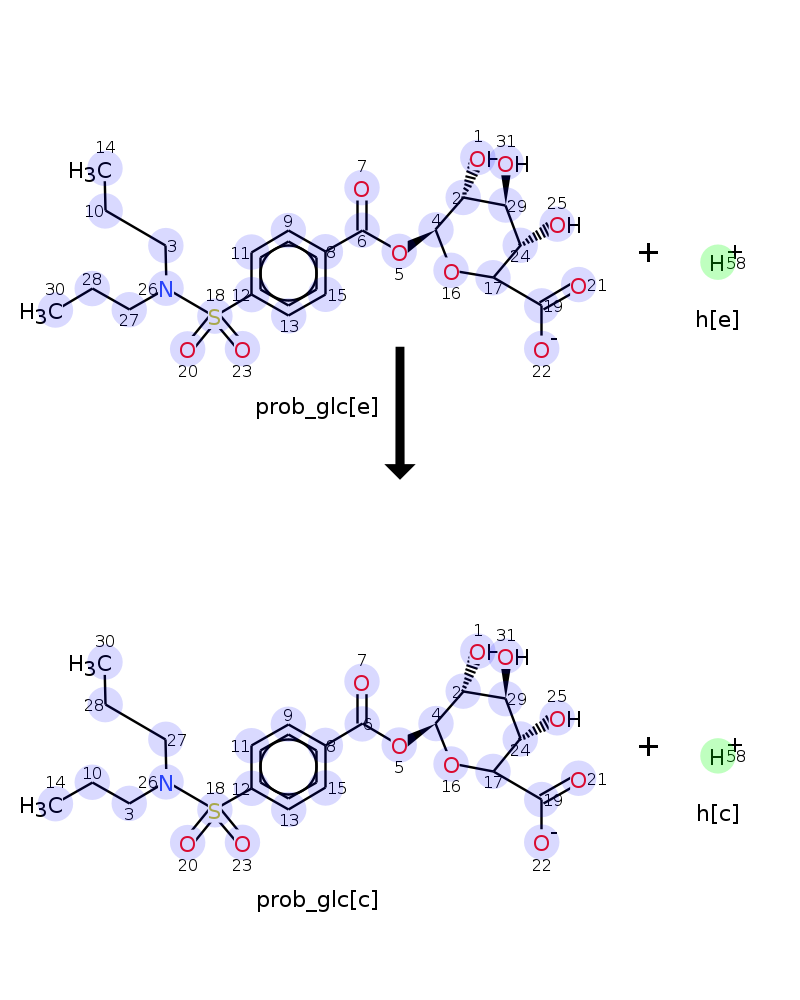 1 31
14
H3C OH OH
7
2 25
O 29 OH
10 9
3 4
11 6 8 24 + H+ 58
O O
5 16 17 O 21
30 28 26 N 12 15 19
H3C 27 18 S 13 h[e]
O O O-
20 23 22
prob_glc[e]
30 1 31
H3C OH OH
7
2 25
O 29 OH
28 9
27 4
11 6 8 24 + H+ 58
O O
5 16 17 O 21
14 10 26 N 12 15 19
H3C 3 18 S 13 h[c]
O O O-
20 23 22
prob_glc[c]